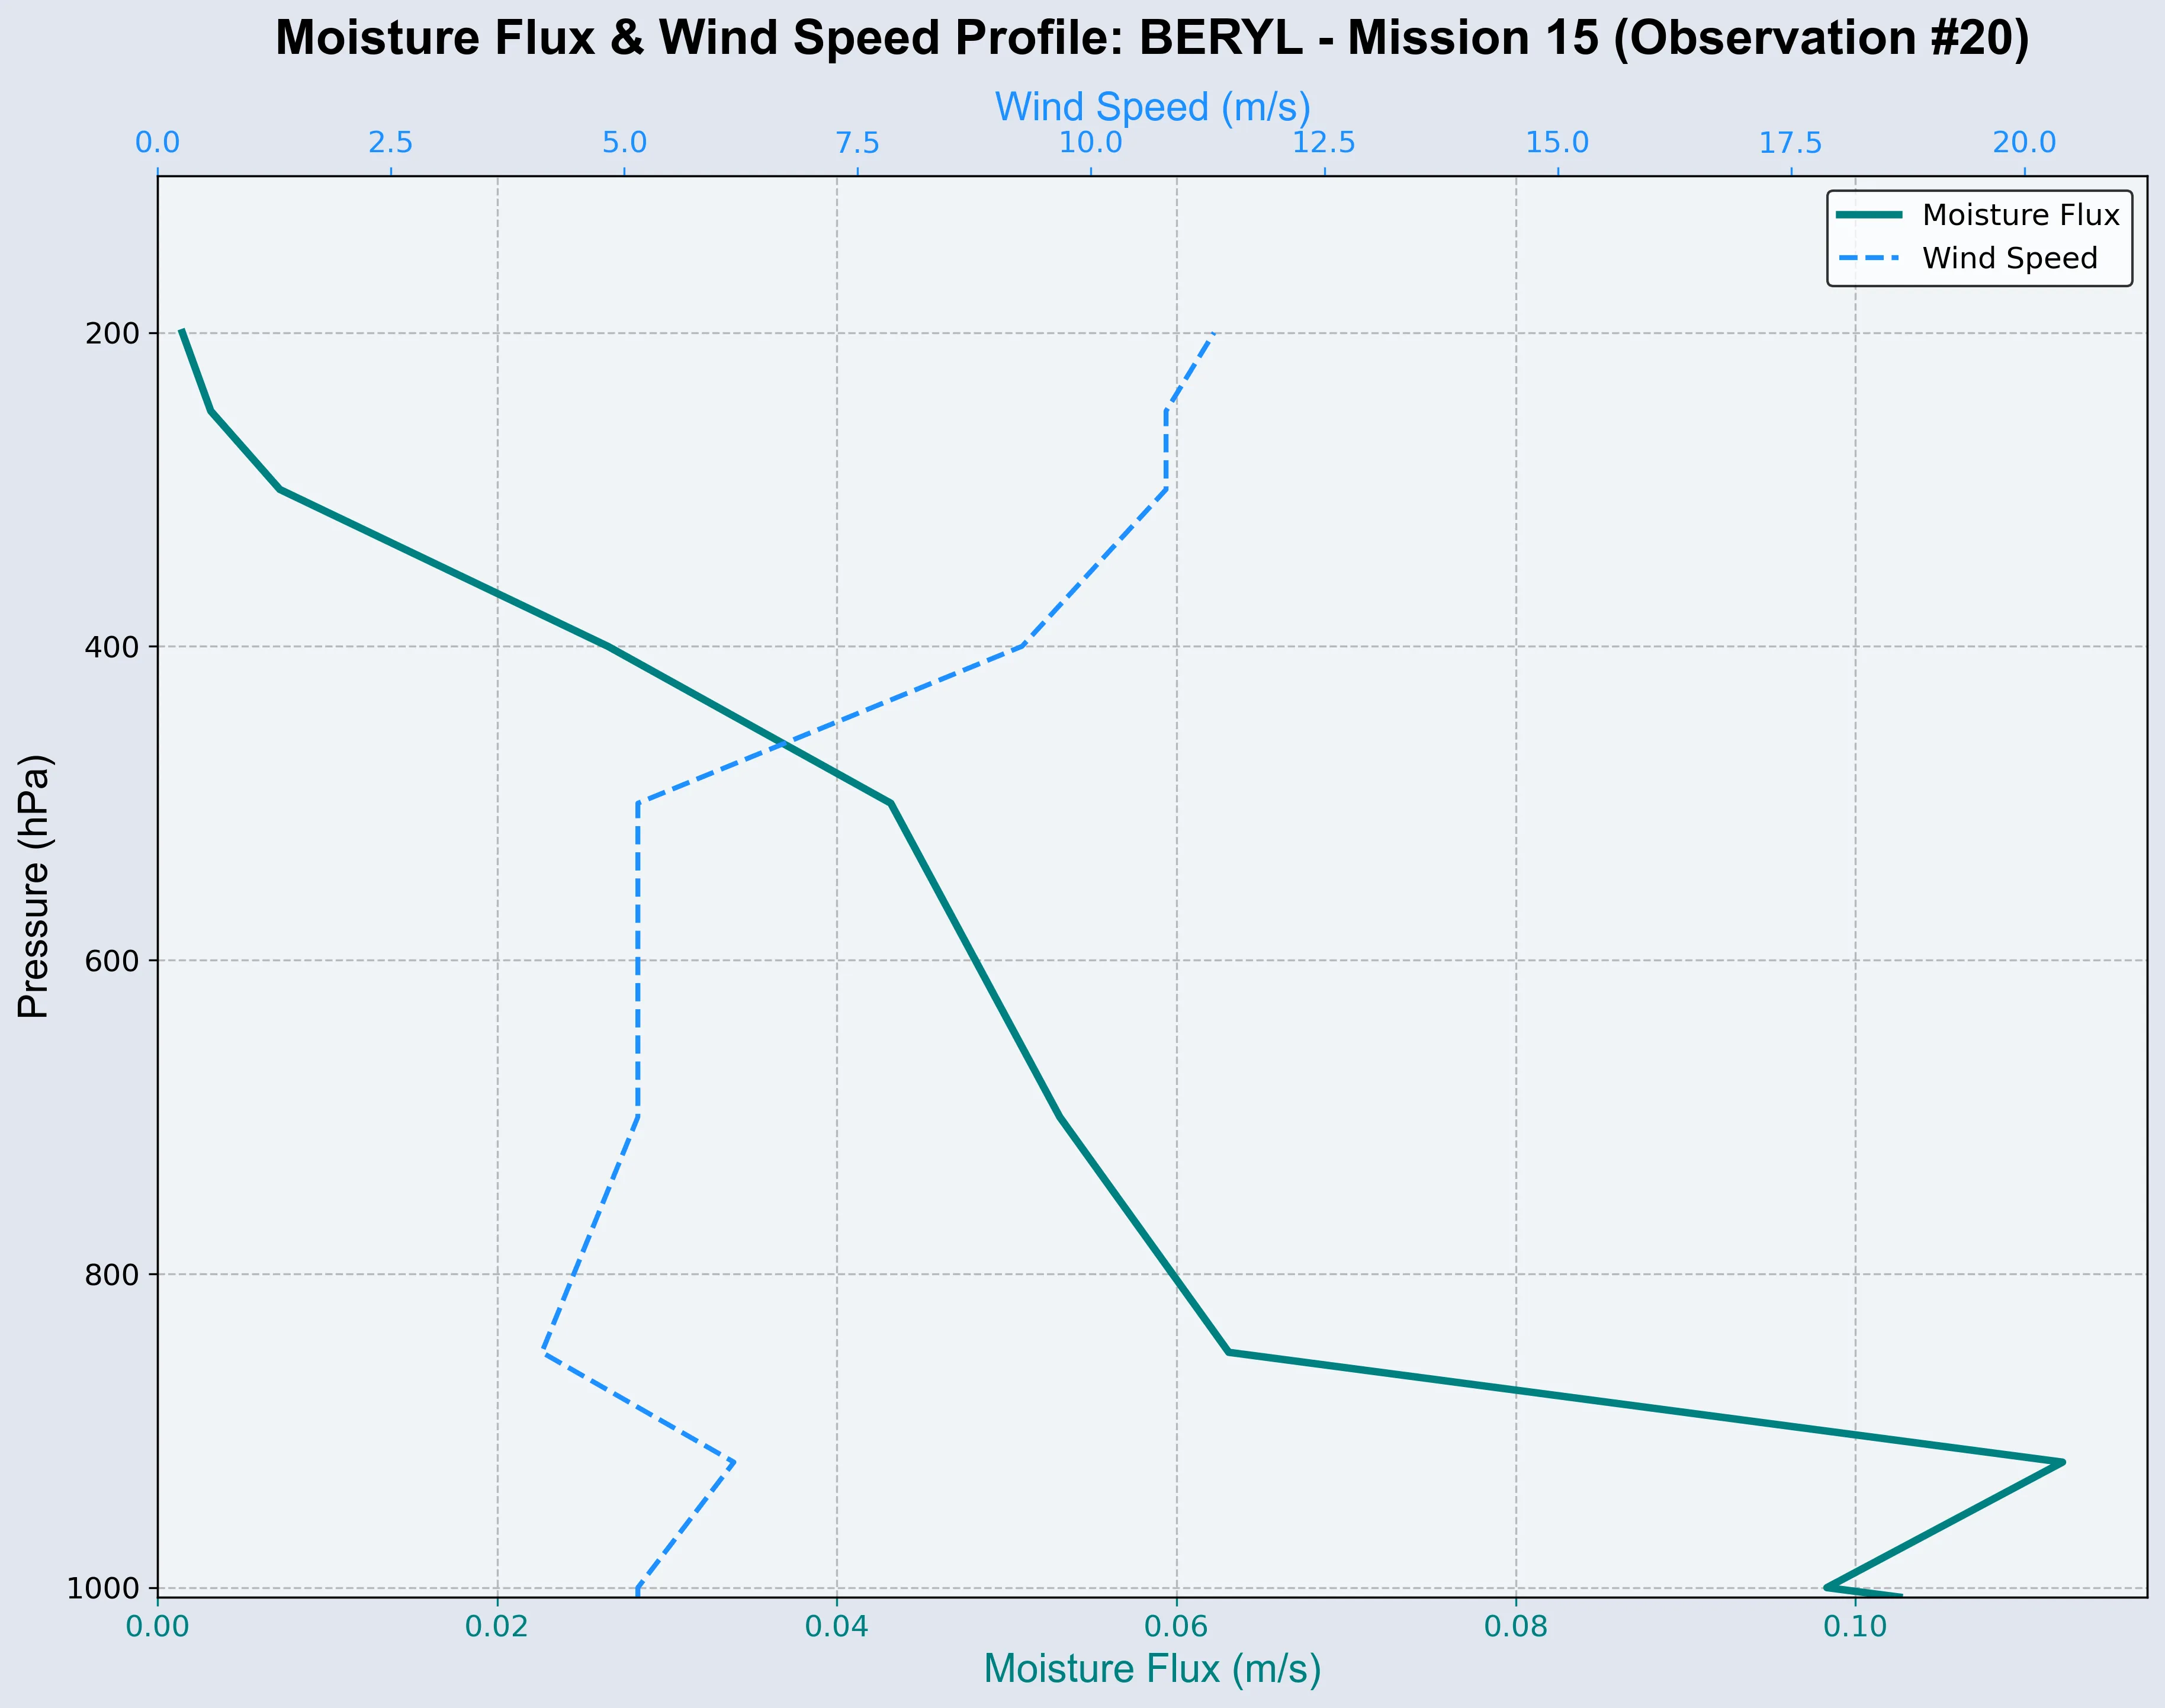 Moisture Flux & Wind Speed Profile: BERYL - Mission 15 (Observation #20)
Wind Speed (m/s)
0.0 2.5 5.0 7.5 10.0 12.5 15.0 17.5 20.0
Moisture Flux
Wind Speed
Pressure (hPa)
200
400
600
800
1000
0.00 0.02 0.04 0.06 0.08 0.10
Moisture Flux (m/s)